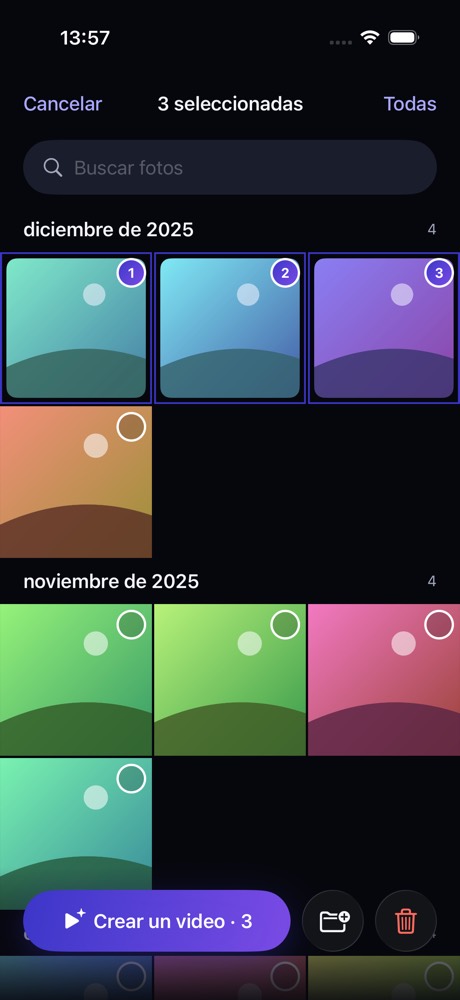 13:57
Cancelar 3 seleccionadas Todas
Buscar fotos
diciembre de 2025 4
1 2 3
noviembre de 2025 4
Crear un video · 3